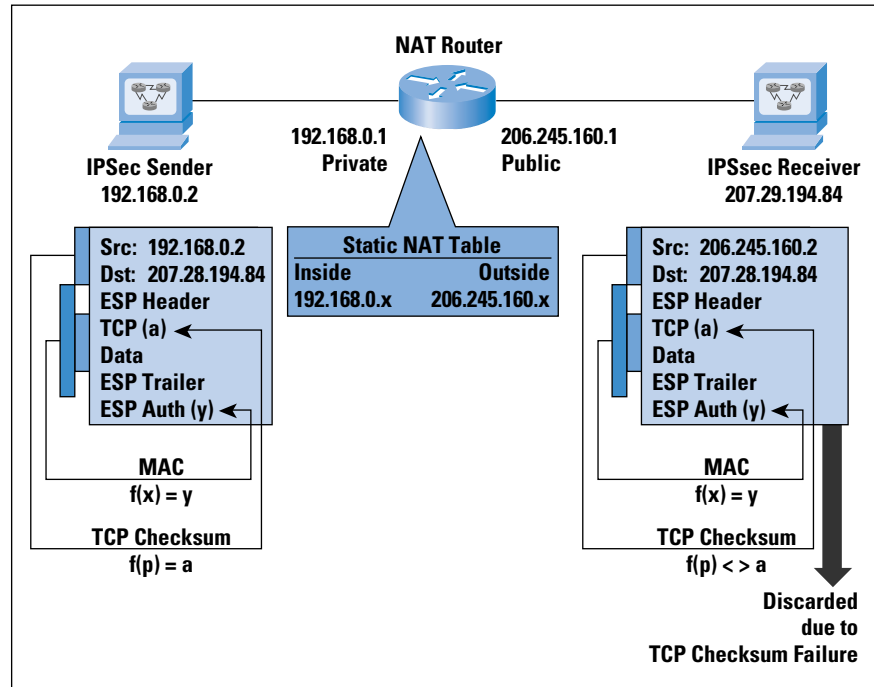 NAT Router
192.168.0.1
Private
206.245.160.1
Public
IPSec Sender
192.168.0.2
IPSsec Receiver
207.29.194.84
Src: 192.168.0.2
Dst: 207.28.194.84
ESP Header
TCP (a)
Data
ESP Trailer
ESP Auth (y)
MAC
f(x) = y
TCP Checksum
f(p) = a
Static NAT Table
Inside Outside
192.168.0.x 206.245.160.x
Src: 206.245.160.2
Dst: 207.28.194.84
ESP Header
TCP (a)
Data
ESP Trailer
ESP Auth (y)
MAC
f(x) = y
TCP Checksum
f(p) < > a
Discarded
due to
TCP Checksum Failure